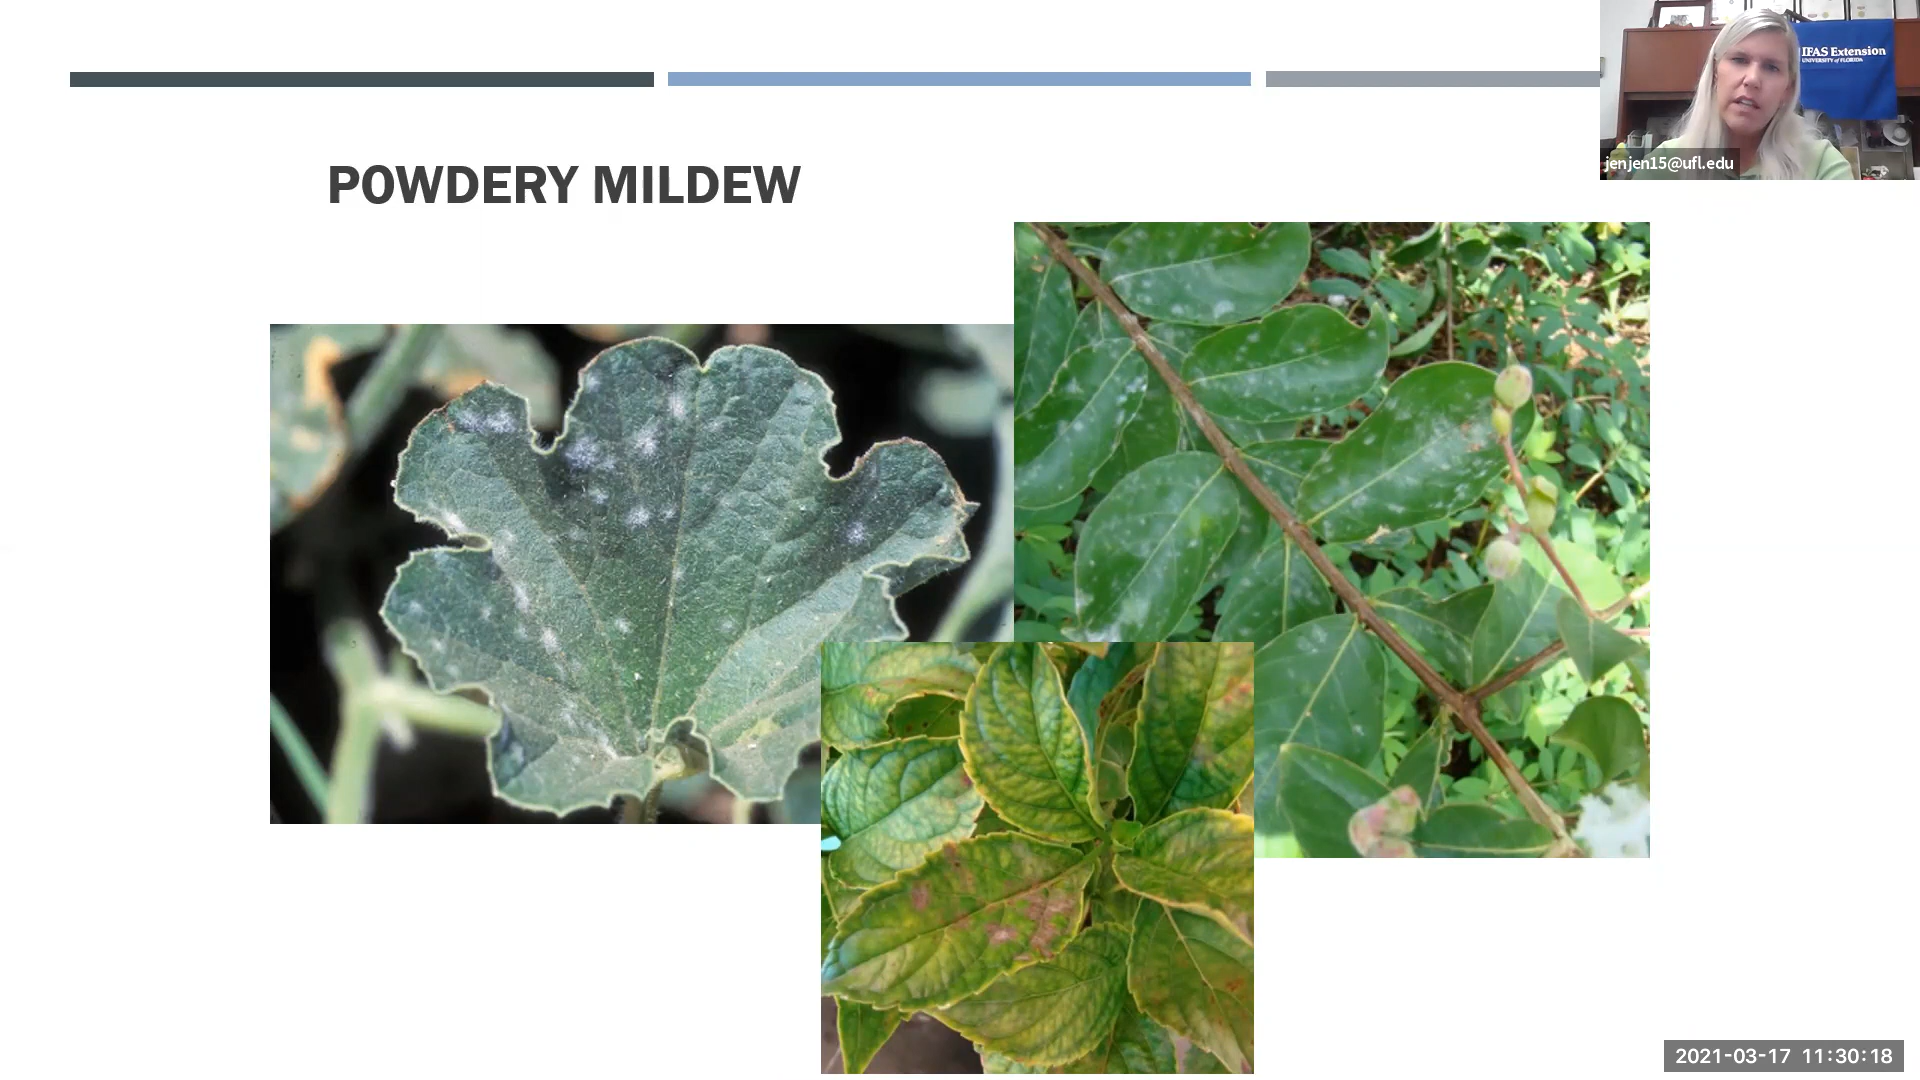 IFAS Extension
UNIVERSITY of FLORIDA
jenjen15@ufl.edu
POWDERY MILDEW
2021-03-17 11:30:18